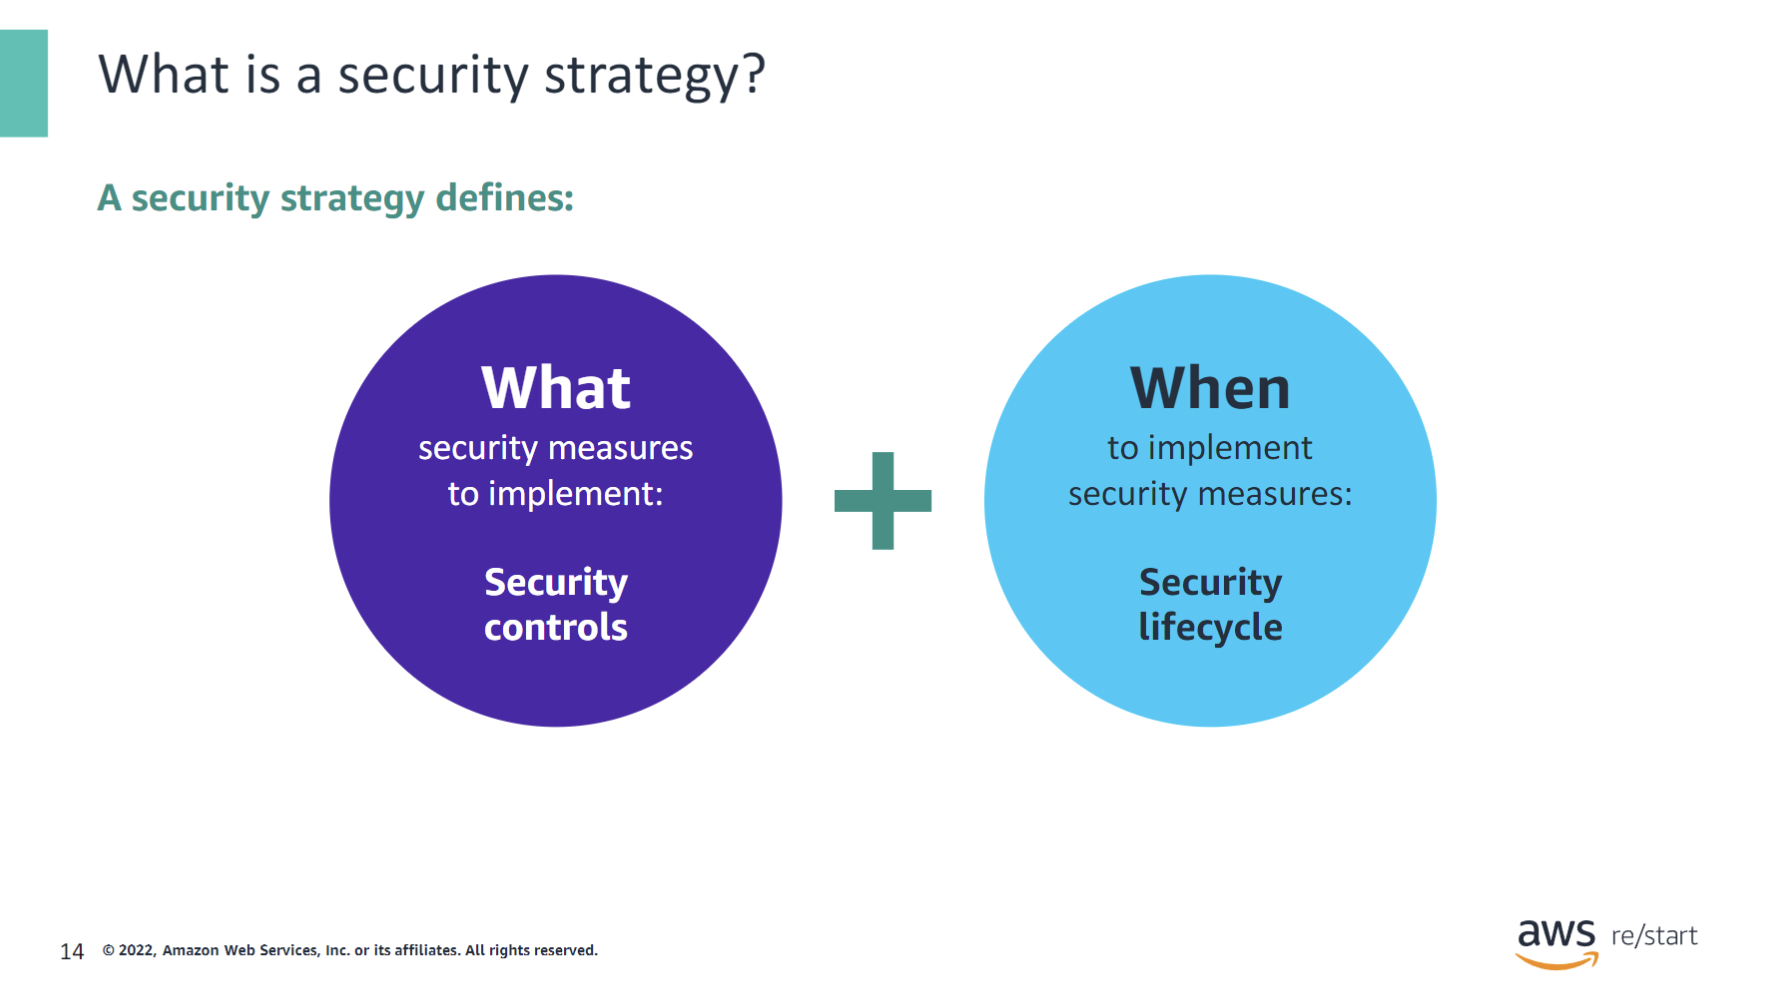 What is a security strategy?
A security strategy defines:
What
security measures
to implement:
Security
controls
When
to implement
security measures:
Security
lifecycle
14 © 2022, Amazon Web Services, Inc. or its affiliates. All rights reserved.
aws re/start